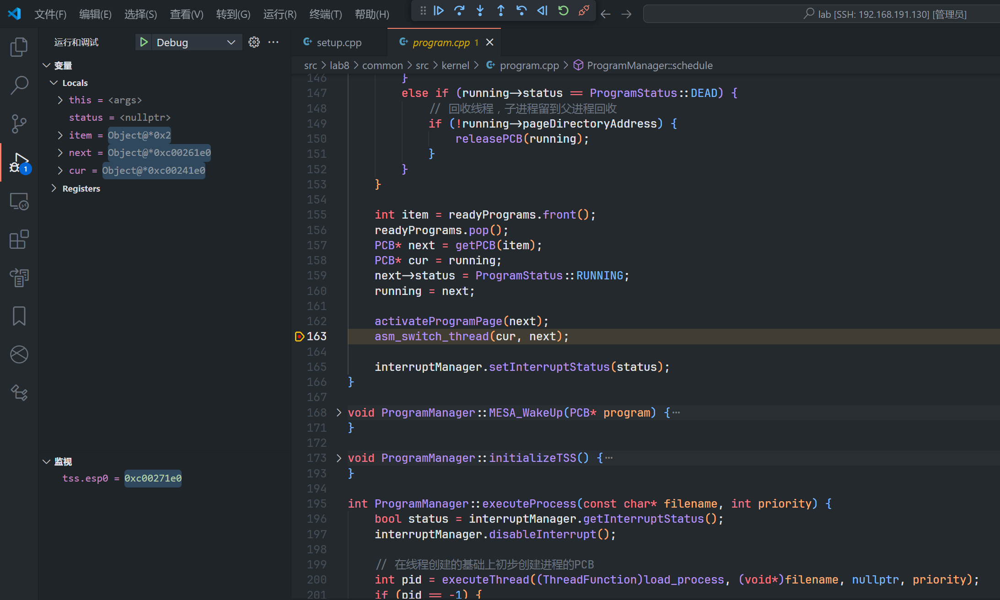 文件(F) 编辑(E) 选择(S) 查看(V) 转到(G) 运行(R) 终端(T) 帮助(H)
lab [SSH: 192.168.191.130] [管理员]
运行和调试 Debug
变量
Locals
this = <args>
status = <nullptr>
item = Object@*0x2
next = Object@*0xc00261e0
cur = Object@*0xc00241e0
Registers
1
监视
tss.esp0 = 0xc00271e0
setup.cpp program.cpp 1
src > lab8 > common > src > kernel > program.cpp > ProgramManager::schedule
146 }
147 else if (running->status == ProgramStatus::DEAD) {
148 // 回收线程，子进程留到父进程回收
149 if (!running->pageDirectoryAddress) {
150 releasePCB(running);
151 }
152 }
153 }
154
155 int item = readyPrograms.front();
156 readyPrograms.pop();
157 PCB* next = getPCB(item);
158 PCB* cur = running;
159 next->status = ProgramStatus::RUNNING;
160 running = next;
161
162 activateProgramPage(next);
163 asm_switch_thread(cur, next);
164
165 interruptManager.setInterruptStatus(status);
166 }
167
168 void ProgramManager::MESA_WakeUp(PCB* program) {…
171 }
172
173 void ProgramManager::initializeTSS() {…
193 }
194
195 int ProgramManager::executeProcess(const char* filename, int priority) {
196 bool status = interruptManager.getInterruptStatus();
197 interruptManager.disableInterrupt();
198
199 // 在线程创建的基础上初步创建进程的PCB
200 int pid = executeThread((ThreadFunction)load_process, (void*)filename, nullptr, priority);
201 if (pid == -1) {